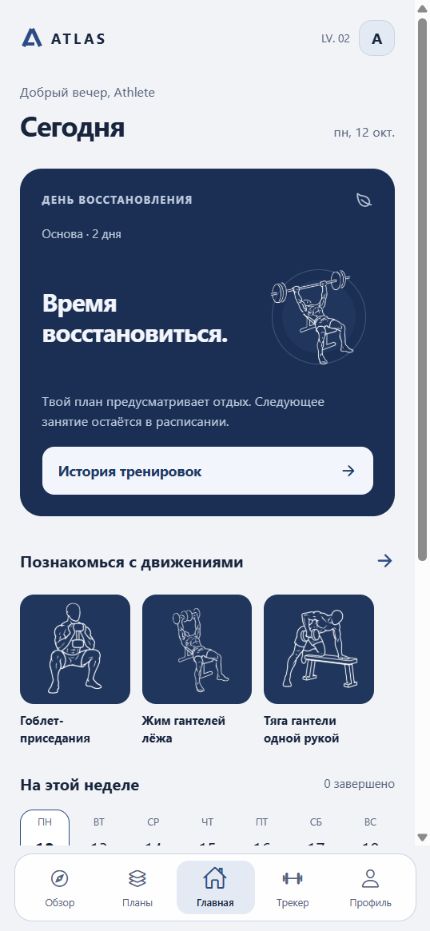 ATLAS
LV. 02
A
Добрый вечер, Athlete
Сегодня
пн, 12 окт.
ДЕНЬ ВОССТАНОВЛЕНИЯ
Основа · 2 дня
Время
восстановиться.
Твой план предусматривает отдых. Следующее
занятие остаётся в расписании.
История тренировок
Познакомься с движениями
Гоблет-
приседания
Жим гантелей
лёжа
Тяга гантели
одной рукой
На этой неделе
0 завершено
ПН ВТ СР ЧТ ПТ СБ ВС
Обзор
Планы
Главная
Трекер
Профиль